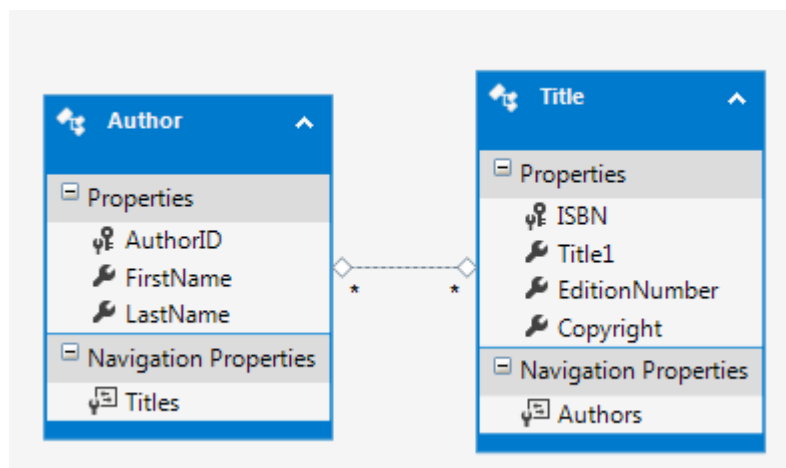 Author
Properties
AuthorID
FirstName
LastName
Navigation Properties
Titles
*
*
Title
Properties
ISBN
Title1
EditionNumber
Copyright
Navigation Properties
Authors